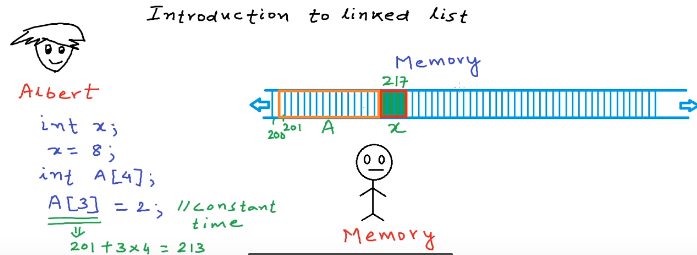 Introduction to linked list
Albert
int x;
x = 8;
int A[4];
A[3] = 2; //constant time
⇓
201 + 3×4 = 213
Memory
217
200 201 A x
Memory